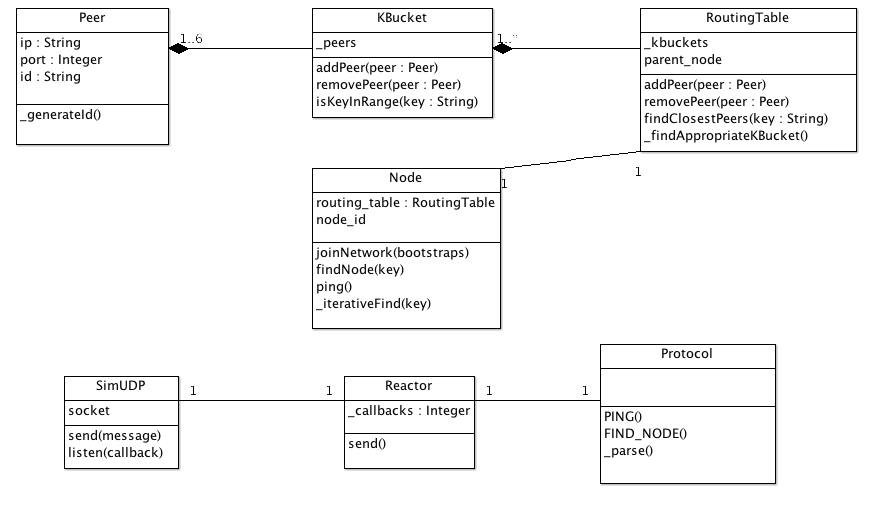 Peer
ip : String
port : Integer
id : String
_generateId()
1..6
KBucket
_peers
addPeer(peer : Peer)
removePeer(peer : Peer)
isKeyInRange(key : String)
1..*
RoutingTable
_kbuckets
parent_node
addPeer(peer : Peer)
removePeer(peer : Peer)
findClosestPeers(key : String)
_findAppropriateKBucket()
1
1
Node
routing_table : RoutingTable
node_id
joinNetwork(bootstraps)
findNode(key)
ping()
_iterativeFind(key)
SimUDP
socket
send(message)
listen(callback)
1
1
Reactor
_callbacks : Integer
send()
1
1
Protocol
PING()
FIND_NODE()
_parse()